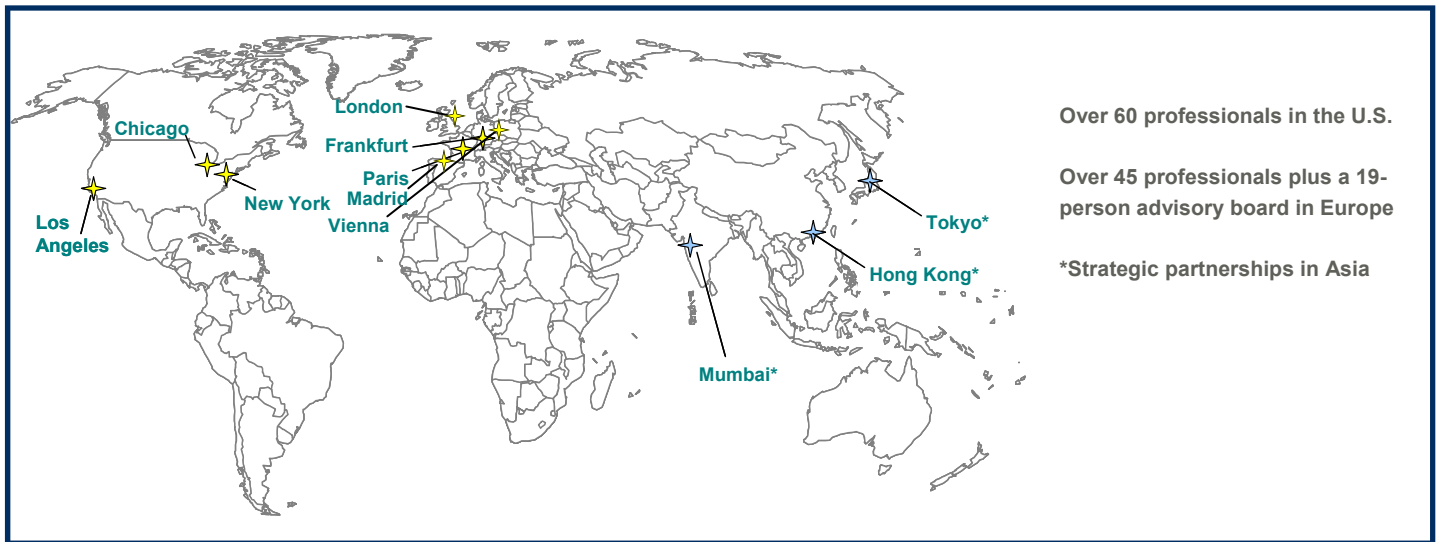 London
Chicago
Frankfurt
Paris
Madrid
New York
Vienna
Los
Angeles
Tokyo*
Hong Kong*
Mumbai*
Over 60 professionals in the U.S.
Over 45 professionals plus a 19-
person advisory board in Europe
*Strategic partnerships in Asia